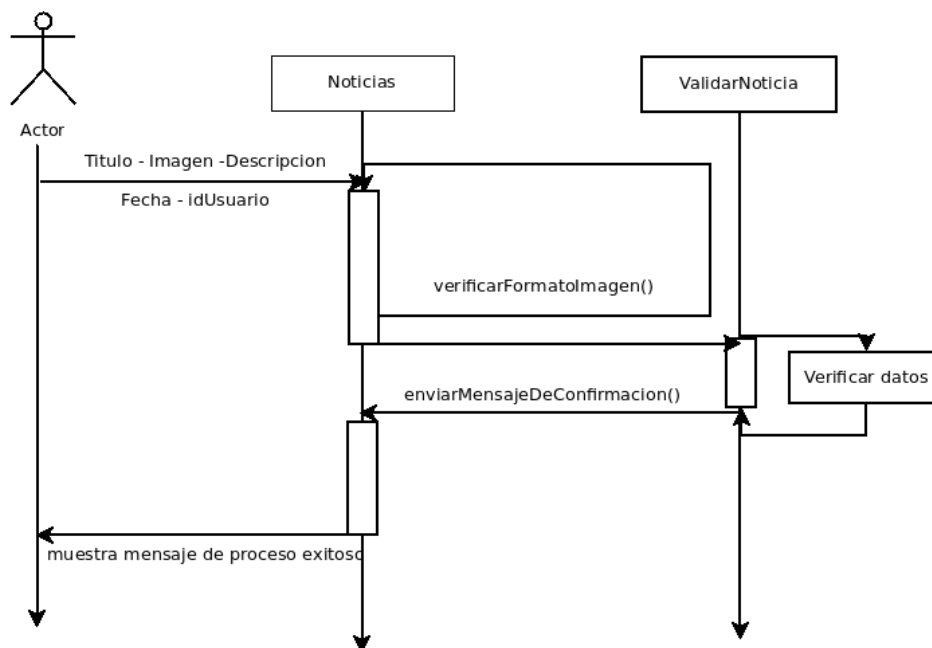 Noticias
ValidarNoticia
Actor
Titulo - Imagen -Descripcion
Fecha - idUsuario
verificarFormatoImagen()
Verificar datos
enviarMensajeDeConfirmacion()
muestra mensaje de proceso exitoso